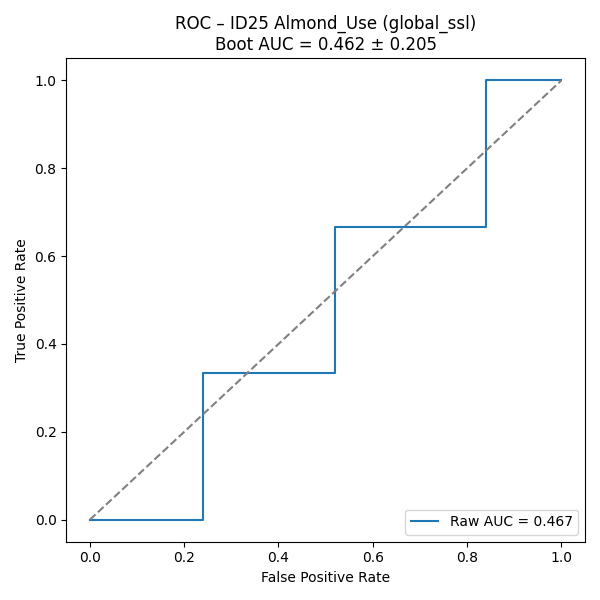 ROC – ID25 Almond_Use (global_ssl)
Boot AUC = 0.462 ± 0.205
True Positive Rate
1.0
0.8
0.6
0.4
0.2
0.0
Raw AUC = 0.467
0.0 0.2 0.4 0.6 0.8 1.0
False Positive Rate